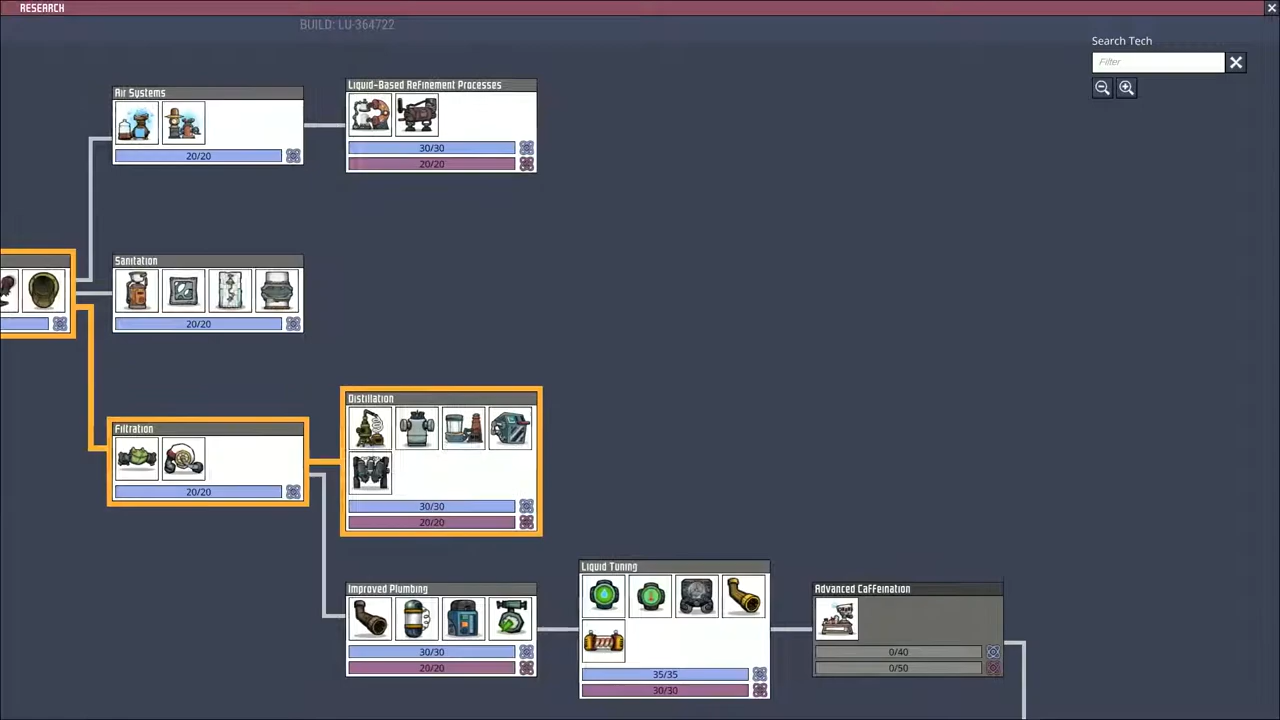 RESEARCH
BUILD: LU-364722
Search Tech
Filter
Air Systems
20/20
Liquid-Based Refinement Processes
30/30
20/20
Sanitation
20/20
Filtration
20/20
Distillation
30/30
20/20
Improved Plumbing
30/30
20/20
Liquid Tuning
35/35
30/30
Advanced Caffeination
0/40
0/50